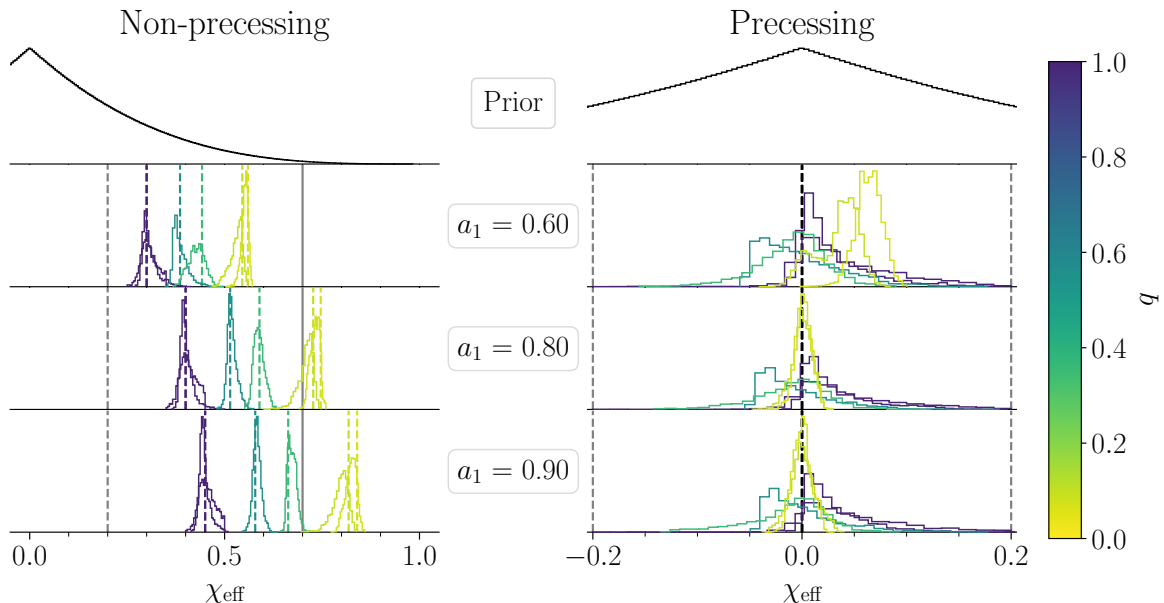 Non-precessing
Precessing
Prior
a₁ = 0.60
a₁ = 0.80
a₁ = 0.90
0.0 0.5 1.0
χeff
−0.2 0.0 0.2
χeff
1.0
0.8
0.6
0.4
0.2
0.0
q